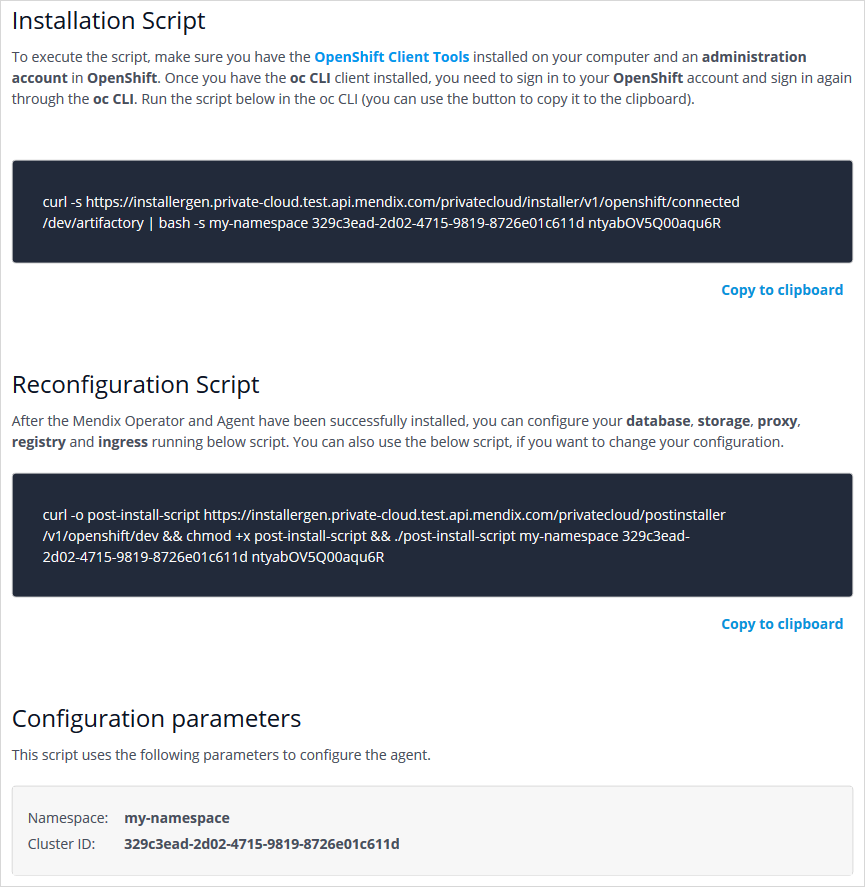 Installation Script
To execute the script, make sure you have the OpenShift Client Tools installed on your computer and an administration
account in OpenShift. Once you have the oc CLI client installed, you need to sign in to your OpenShift account and sign in again
through the oc CLI. Run the script below in the oc CLI (you can use the button to copy it to the clipboard).
curl -s https://installergen.private-cloud.test.api.mendix.com/privatecloud/installer/v1/openshift/connected
/dev/artifactory | bash -s my-namespace 329c3ead-2d02-4715-9819-8726e01c611d ntyabOV5Q00aqu6R
Copy to clipboard
Reconfiguration Script
After the Mendix Operator and Agent have been successfully installed, you can configure your database, storage, proxy,
registry and ingress running below script. You can also use the below script, if you want to change your configuration.
curl -o post-install-script https://installergen.private-cloud.test.api.mendix.com/privatecloud/postinstaller
/v1/openshift/dev && chmod +x post-install-script && ./post-install-script my-namespace 329c3ead-
2d02-4715-9819-8726e01c611d ntyabOV5Q00aqu6R
Copy to clipboard
Configuration parameters
This script uses the following parameters to configure the agent.
Namespace: my-namespace
Cluster ID: 329c3ead-2d02-4715-9819-8726e01c611d